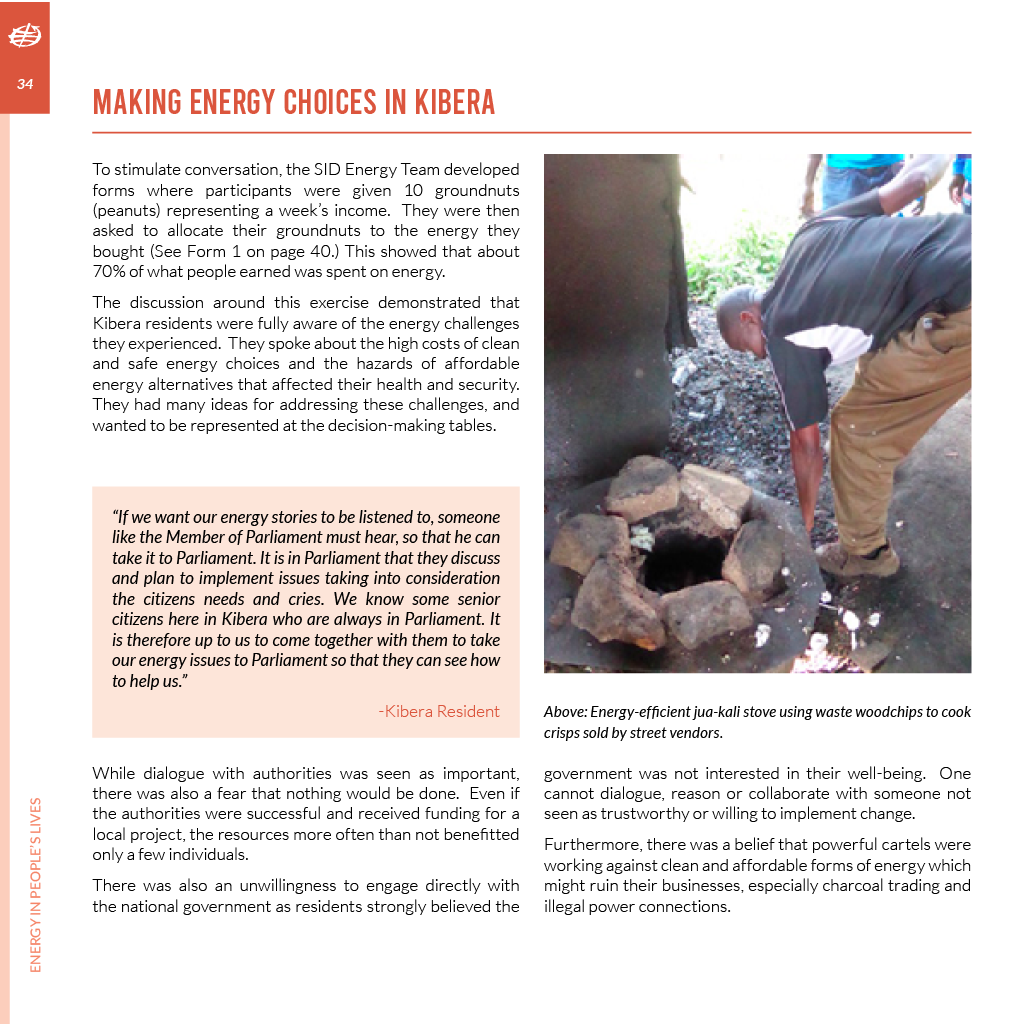 34
MAKING ENERGY CHOICES IN KIBERA
To stimulate conversation, the SID Energy Team developed
forms where participants were given 10 groundnuts
(peanuts) representing a week's income. They were then
asked to allocate their groundnuts to the energy they
bought (See Form 1 on page 40.) This showed that about
70% of what people earned was spent on energy.
The discussion around this exercise demonstrated that
Kibera residents were fully aware of the energy challenges
they experienced. They spoke about the high costs of clean
and safe energy choices and the hazards of affordable
energy alternatives that affected their health and security.
They had many ideas for addressing these challenges, and
wanted to be represented at the decision-making tables.
"If we want our energy stories to be listened to, someone
like the Member of Parliament must hear, so that he can
take it to Parliament. It is in Parliament that they discuss
and plan to implement issues taking into consideration
the citizens needs and cries. We know some senior
citizens here in Kibera who are always in Parliament. It
is therefore up to us to come together with them to take
our energy issues to Parliament so that they can see how
to help us."
-Kibera Resident
Above: Energy-efficient jua-kali stove using waste woodchips to cook
crisps sold by street vendors.
While dialogue with authorities was seen as important,
there was also a fear that nothing would be done. Even if
the authorities were successful and received funding for a
local project, the resources more often than not benefitted
only a few individuals.
There was also an unwillingness to engage directly with
the national government as residents strongly believed the
government was not interested in their well-being. One
cannot dialogue, reason or collaborate with someone not
seen as trustworthy or willing to implement change.
Furthermore, there was a belief that powerful cartels were
working against clean and affordable forms of energy which
might ruin their businesses, especially charcoal trading and
illegal power connections.
ENERGY IN PEOPLE'S LIVES